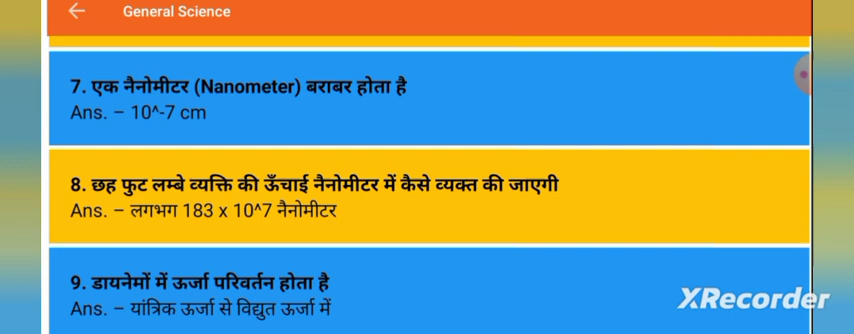 General Science
7. एक नैनोमीटर (Nanometer) बराबर होता है
Ans. – 10^-7 cm
8. छह फुट लम्बे व्यक्ति की ऊँचाई नैनोमीटर में कैसे व्यक्त की जाएगी
Ans. – लगभग 183 x 10^7 नैनोमीटर
9. डायनेमों में ऊर्जा परिवर्तन होता है
Ans. – यांत्रिक ऊर्जा से विद्युत ऊर्जा में
XRecorder